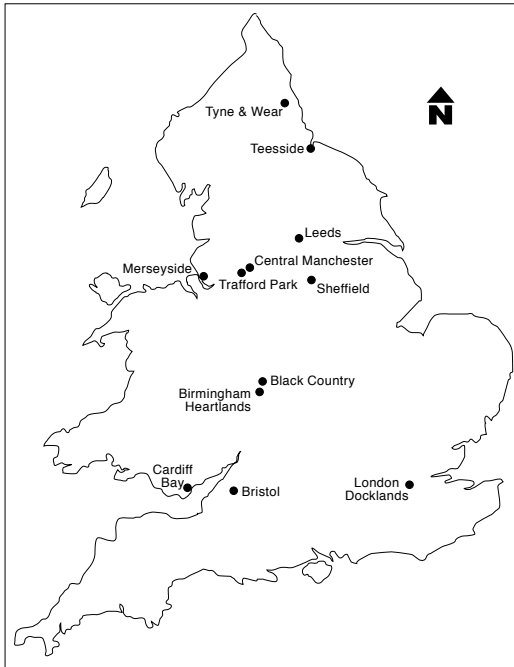 Tyne & Wear
N
Teesside
Leeds
Central Manchester
Merseyside
Trafford Park
Sheffield
Black Country
Birmingham
Heartlands
Cardiff
Bay
Bristol
London
Docklands